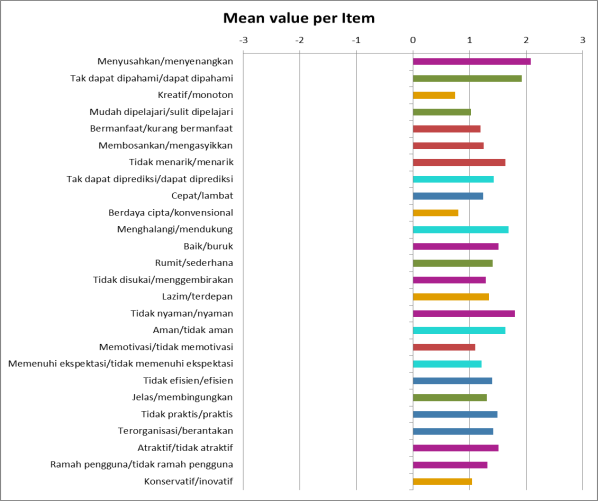 Mean value per Item
-3 -2 -1 0 1 2 3
Menyusahkan/menyenangkan
Tak dapat dipahami/dapat dipahami
Kreatif/monoton
Mudah dipelajari/sulit dipelajari
Bermanfaat/kurang bermanfaat
Membosankan/mengasyikkan
Tidak menarik/menarik
Tak dapat diprediksi/dapat diprediksi
Cepat/lambat
Berdaya cipta/konvensional
Menghalangi/mendukung
Baik/buruk
Rumit/sederhana
Tidak disukai/menggembirakan
Lazim/terdepan
Tidak nyaman/nyaman
Aman/tidak aman
Memotivasi/tidak memotivasi
Memenuhi ekspektasi/tidak memenuhi ekspektasi
Tidak efisien/efisien
Jelas/membingungkan
Tidak praktis/praktis
Terorganisasi/berantakan
Atraktif/tidak atraktif
Ramah pengguna/tidak ramah pengguna
Konservatif/inovatif